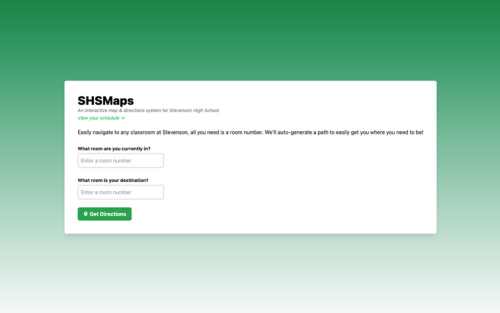 SHSMaps
An interactive map & directions system for Stevenson High School
View your schedule →
Easily navigate to any classroom at Stevenson, all you need is a room number. We'll auto-generate a path to easily get you where you need to be!
What room are you currently in?
Enter a room number
What room is your destination?
Enter a room number
Get Directions